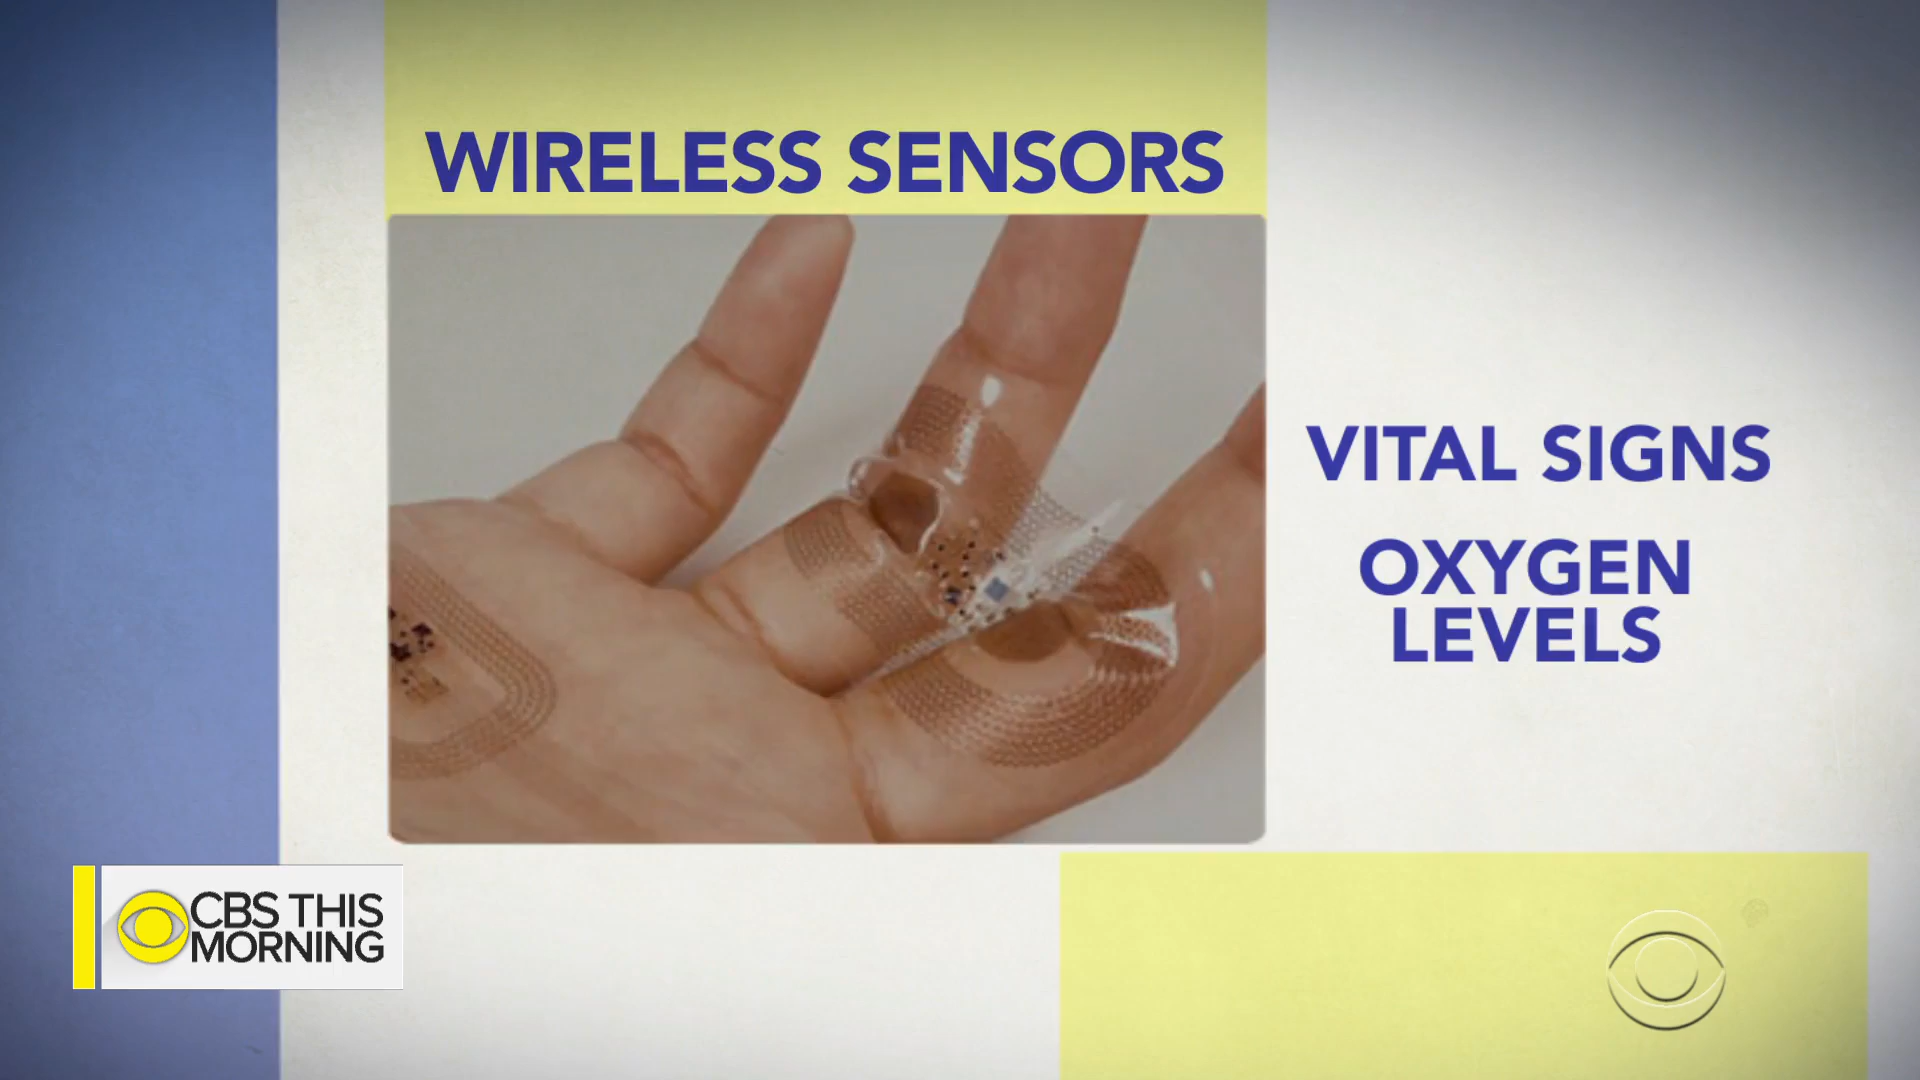 WIRELESS SENSORS
VITAL SIGNS
OXYGEN
LEVELS
CBS THIS
MORNING